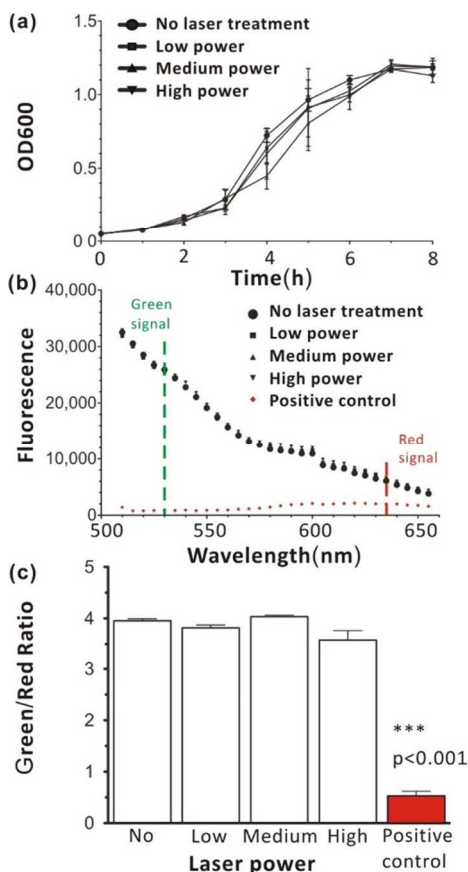 (a)
No laser treatment
Low power
Medium power
High power
OD600
1.5
1.0
0.5
0 0
0 2 4 6 8
Time(h)
(b)
40,000
30,000
20,000
10,000
0
Fluorescence
Green
signal
No laser treatment
Low power
Medium power
High power
Positive control
Red
signal
500 550 600 650
Wavelength(nm)
(c)
5
4
3
2
1
0
Green/Red Ratio
***
p<0.001
No Low Medium High Positive
control
Laser power